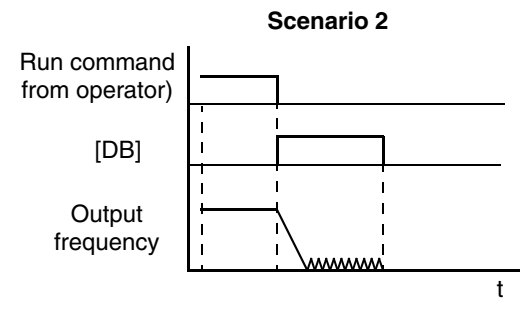 Scenario 2
Run command
from operator)
[DB]
Output
frequency
t